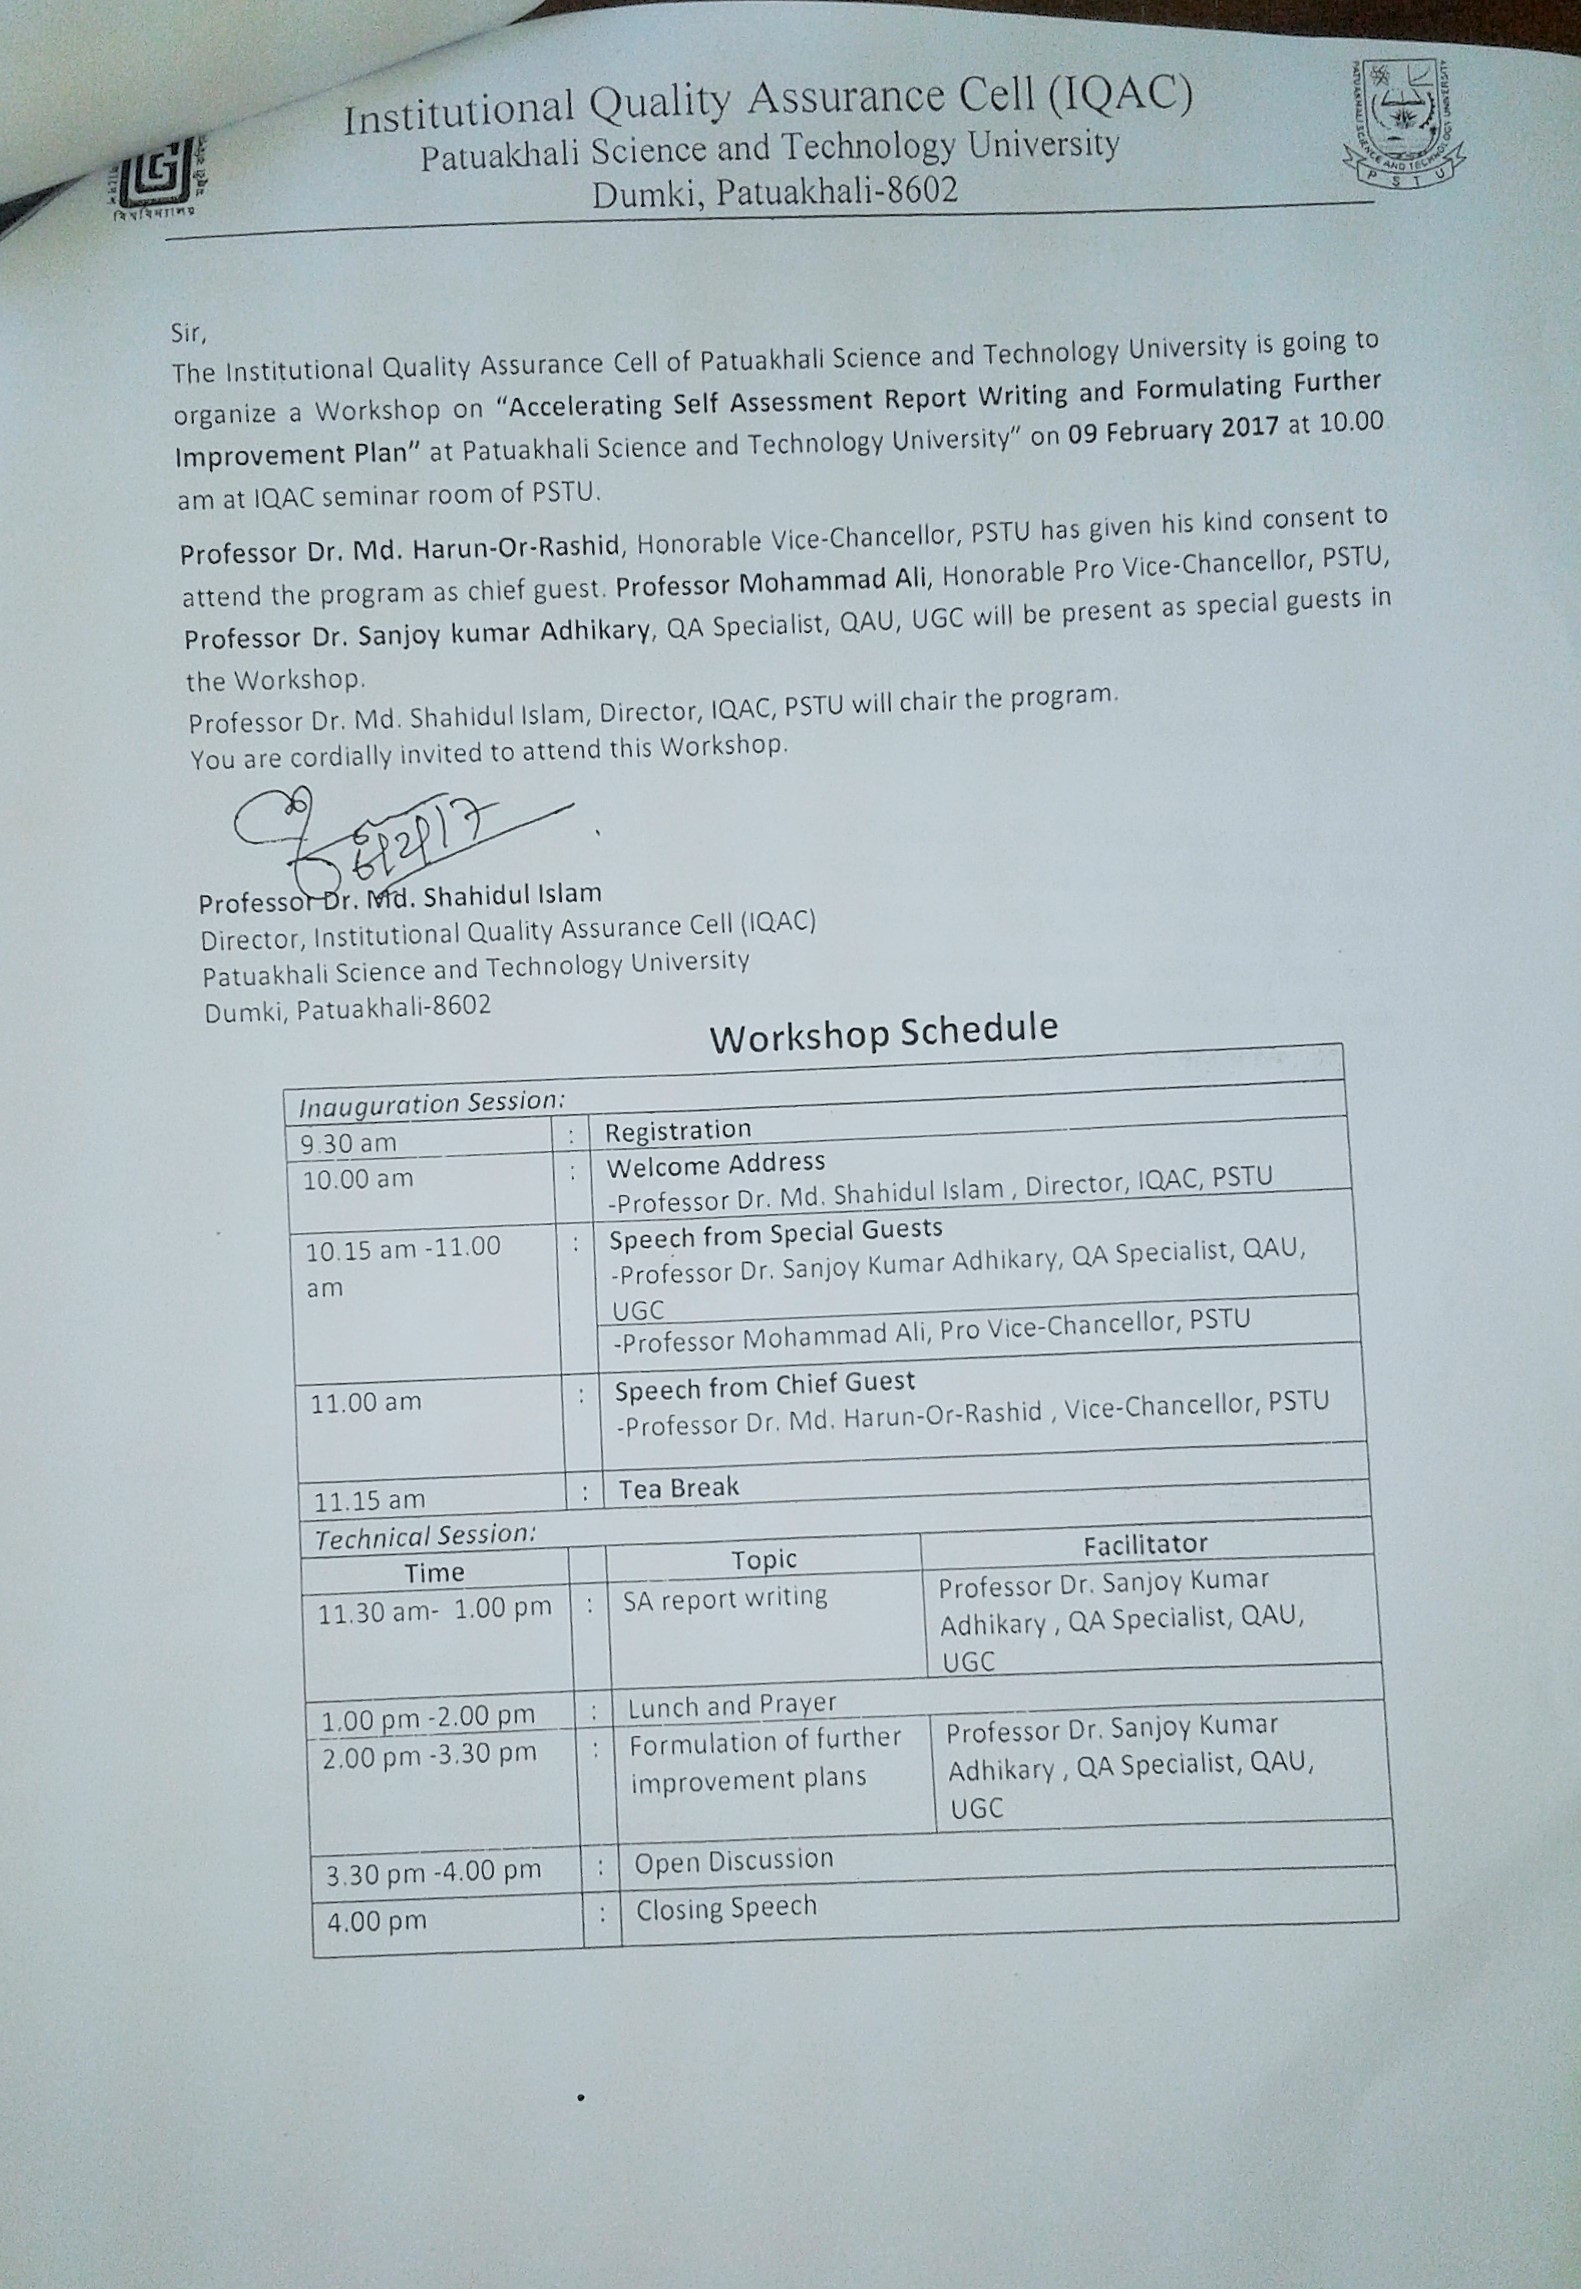 Institutional Quality Assurance Cell (IQAC)
Patuakhali Science and Technology University
Dumki, Patuakhali-8602
বিশ্ববিদ্যালয়
PATUAKHALI SCIENCE AND TECHNOLOGY UNIVERSITY
PSTU
Sir,
The Institutional Quality Assurance Cell of Patuakhali Science and Technology University is going to
organize a Workshop on “Accelerating Self Assessment Report Writing and Formulating Further
Improvement Plan” at Patuakhali Science and Technology University” on 09 February 2017 at 10.00
am at IQAC seminar room of PSTU.
Professor Dr. Md. Harun-Or-Rashid, Honorable Vice-Chancellor, PSTU has given his kind consent to
attend the program as chief guest. Professor Mohammad Ali, Honorable Pro Vice-Chancellor, PSTU,
Professor Dr. Sanjoy kumar Adhikary, QA Specialist, QAU, UGC will be present as special guests in
the Workshop.
Professor Dr. Md. Shahidul Islam, Director, IQAC, PSTU will chair the program.
You are cordially invited to attend this Workshop.
Professor Dr. Md. Shahidul Islam
Director, Institutional Quality Assurance Cell (IQAC)
Patuakhali Science and Technology University
Dumki, Patuakhali-8602
Workshop Schedule
Inauguration Session:
9.30 am : Registration
10.00 am : Welcome Address
-Professor Dr. Md. Shahidul Islam , Director, IQAC, PSTU
10.15 am -11.00 : Speech from Special Guests
am -Professor Dr. Sanjoy Kumar Adhikary, QA Specialist, QAU,
UGC
-Professor Mohammad Ali, Pro Vice-Chancellor, PSTU
11.00 am : Speech from Chief Guest
-Professor Dr. Md. Harun-Or-Rashid , Vice-Chancellor, PSTU
11.15 am : Tea Break
Technical Session:
Time Topic Facilitator
11.30 am- 1.00 pm : SA report writing Professor Dr. Sanjoy Kumar
Adhikary , QA Specialist, QAU,
UGC
1.00 pm -2.00 pm : Lunch and Prayer
2.00 pm -3.30 pm : Formulation of further Professor Dr. Sanjoy Kumar
improvement plans Adhikary , QA Specialist, QAU,
UGC
3.30 pm -4.00 pm : Open Discussion
4.00 pm : Closing Speech